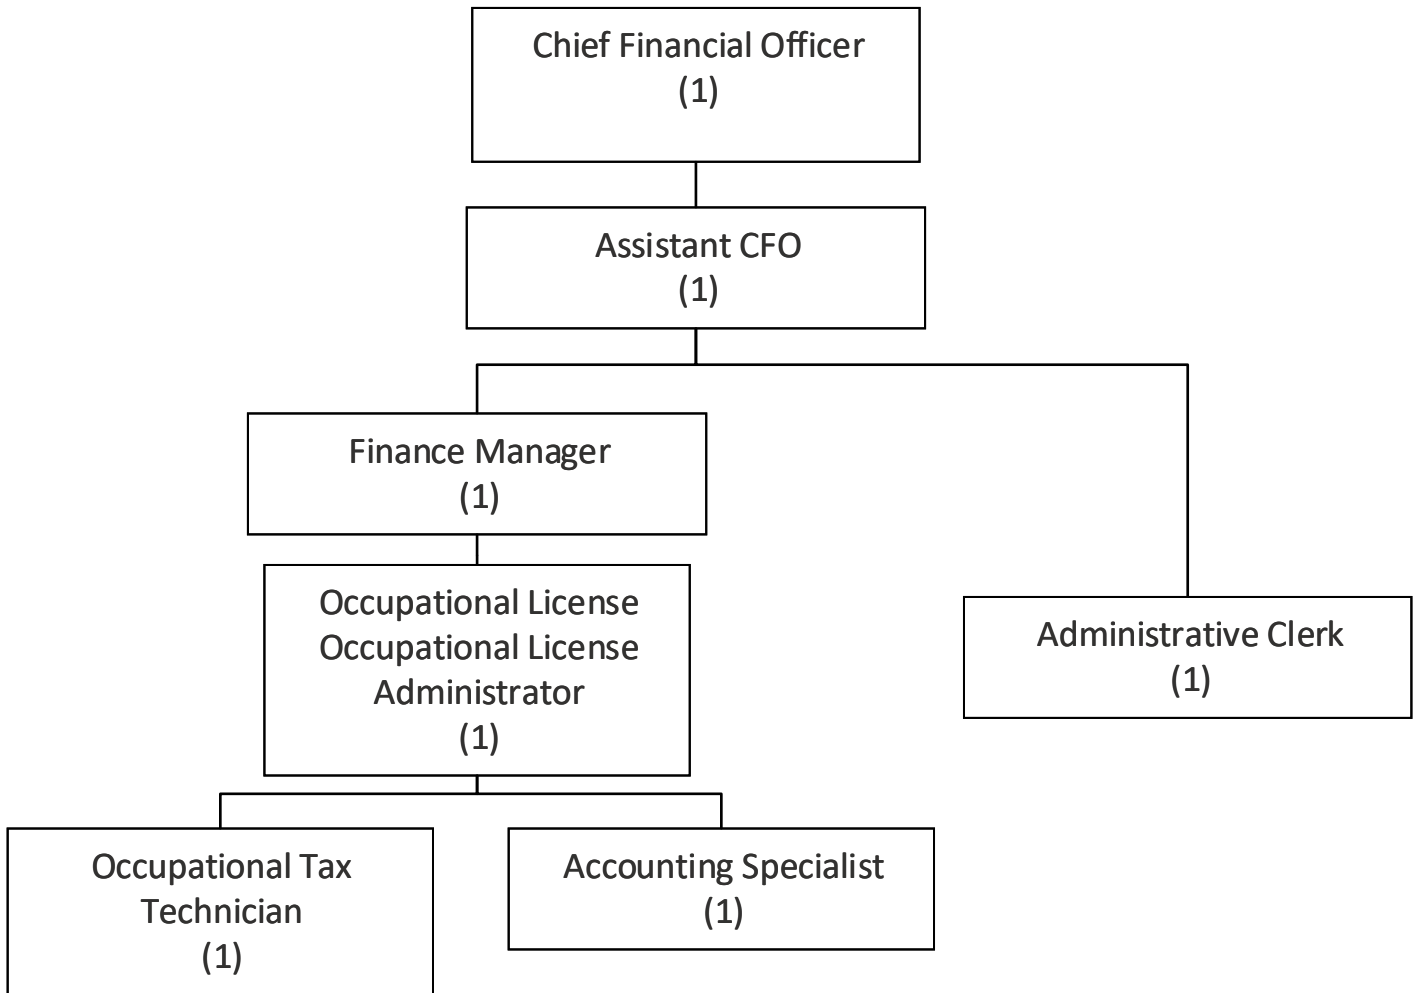 Chief Financial Officer
(1)
Assistant CFO
(1)
Finance Manager
(1)
Occupational License
Occupational License
Administrator
(1)
Administrative Clerk
(1)
Occupational Tax
Technician
(1)
Accounting Specialist
(1)